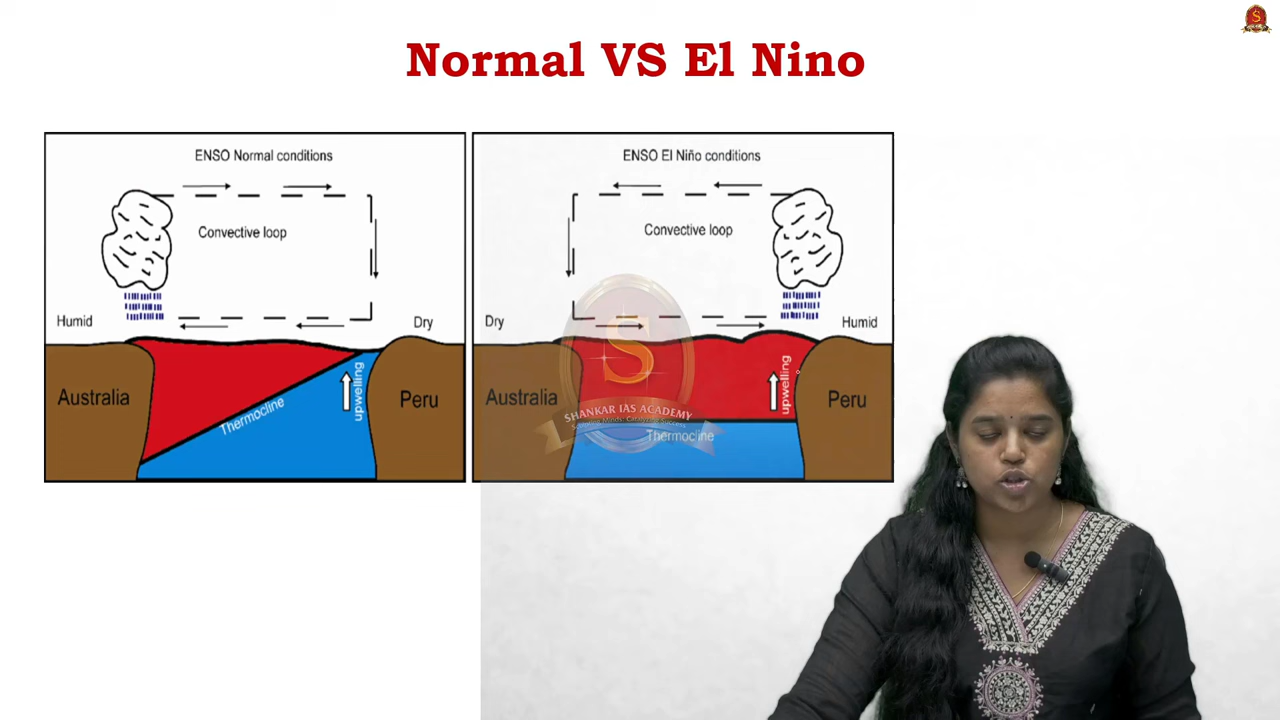 Normal VS El Nino
ENSO Normal conditions
Convective loop
Humid
Dry
Australia
Thermocline
upwelling
Peru
ENSO El Niño conditions
Convective loop
Dry
Humid
Australia
upwelling
Peru
Thermocline
S
SHANKAR IAS ACADEMY
S